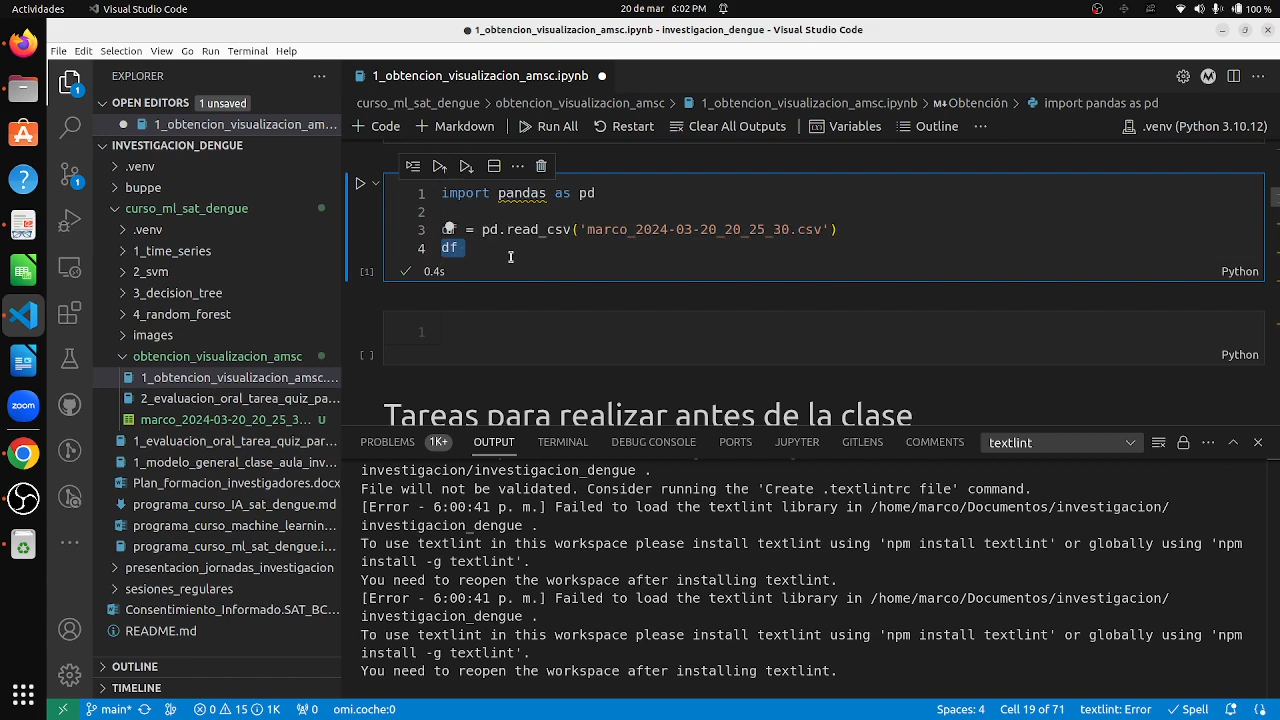 Actividades
Visual Studio Code
20 de mar 6:02 PM
100 %
1_obtencion_visualizacion_amsc.ipynb - investigacion_dengue - Visual Studio Code
File Edit Selection View Go Run Terminal Help
EXPLORER
1_obtencion_visualizacion_amsc.ipynb
OPEN EDITORS 1 unsaved
1_obtencion_visualizacion_am...
curso_ml_sat_dengue > obtencion_visualizacion_amsc > 1_obtencion_visualizacion_amsc.ipynb > Obtención > import pandas as pd
Code Markdown Run All Restart Clear All Outputs Variables Outline .venv (Python 3.10.12)
INVESTIGACION_DENGUE
.venv
buppe
curso_ml_sat_dengue
.venv
1_time_series
2_svm
3_decision_tree
4_random_forest
images
obtencion_visualizacion_amsc
1_obtencion_visualizacion_amsc....
2_evaluacion_oral_tarea_quiz_pa...
marco_2024-03-20_20_25_3... U
1_evaluacion_oral_tarea_quiz_par...
1_modelo_general_clase_aula_inv...
Plan_Formacion_investigadores.docx
programa_curso_IA_SAT_dengue.md
programa_curso_machine_learnin...
programa_curso_ml_sat_dengue.i...
presentacion_jornadas_investigacion
sesiones_regulares
Consentimiento_Informado.SAT_BC...
README.md
OUTLINE
TIMELINE
1 import pandas as pd
2
3 df = pd.read_csv('marco_2024-03-20_20_25_30.csv')
4 df
[1] 0.4s Python
1
[ ] Python
Tareas para realizar antes de la clase
PROBLEMS 1K+ OUTPUT TERMINAL DEBUG CONSOLE PORTS JUPYTER GITLENS COMMENTS textlint
investigacion/investigacion_dengue .
File will not be validated. Consider running the 'Create .textlintrc file' command.
[Error - 6:00:41 p. m.] Failed to load the textlint library in /home/marco/Documentos/investigacion/
investigacion_dengue .
To use textlint in this workspace please install textlint using 'npm install textlint' or globally using 'npm
install -g textlint'.
You need to reopen the workspace after installing textlint.
[Error - 6:00:41 p. m.] Failed to load the textlint library in /home/marco/Documentos/investigacion/
investigacion_dengue .
To use textlint in this workspace please install textlint using 'npm install textlint' or globally using 'npm
install -g textlint'.
You need to reopen the workspace after installing textlint.
zoom
1
1
main* 0 15 1K 0 omi.coche:0 Spaces: 4 Cell 19 of 71 textlint: Error Spell